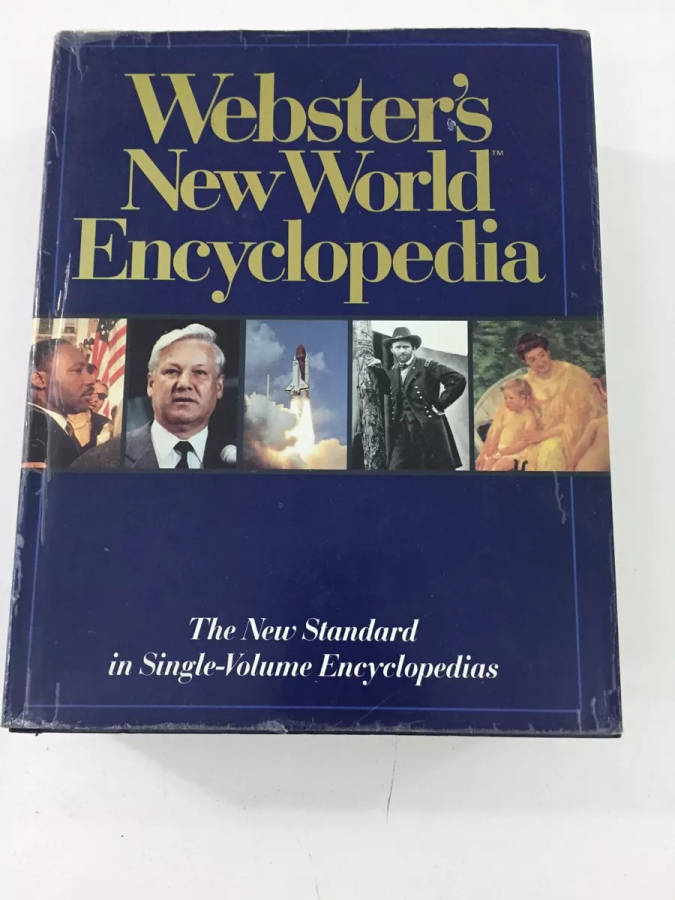 Webster's
New World™
Encyclopedia
The New Standard
in Single-Volume Encyclopedias